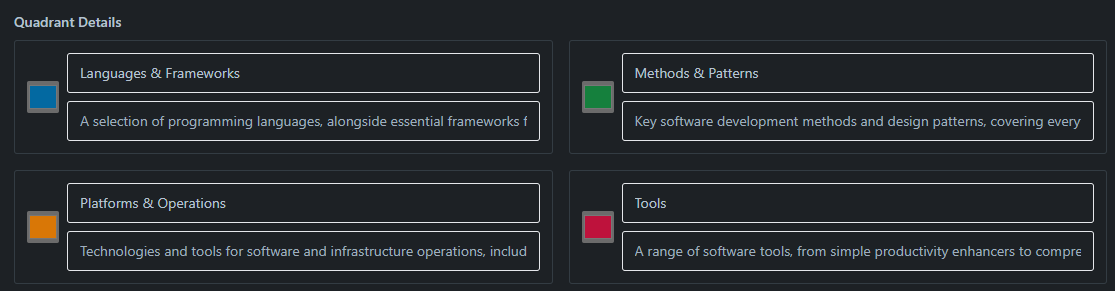 Quadrant Details
Languages & Frameworks
A selection of programming languages, alongside essential frameworks f
Methods & Patterns
Key software development methods and design patterns, covering every
Platforms & Operations
Technologies and tools for software and infrastructure operations, includ
Tools
A range of software tools, from simple productivity enhancers to compre